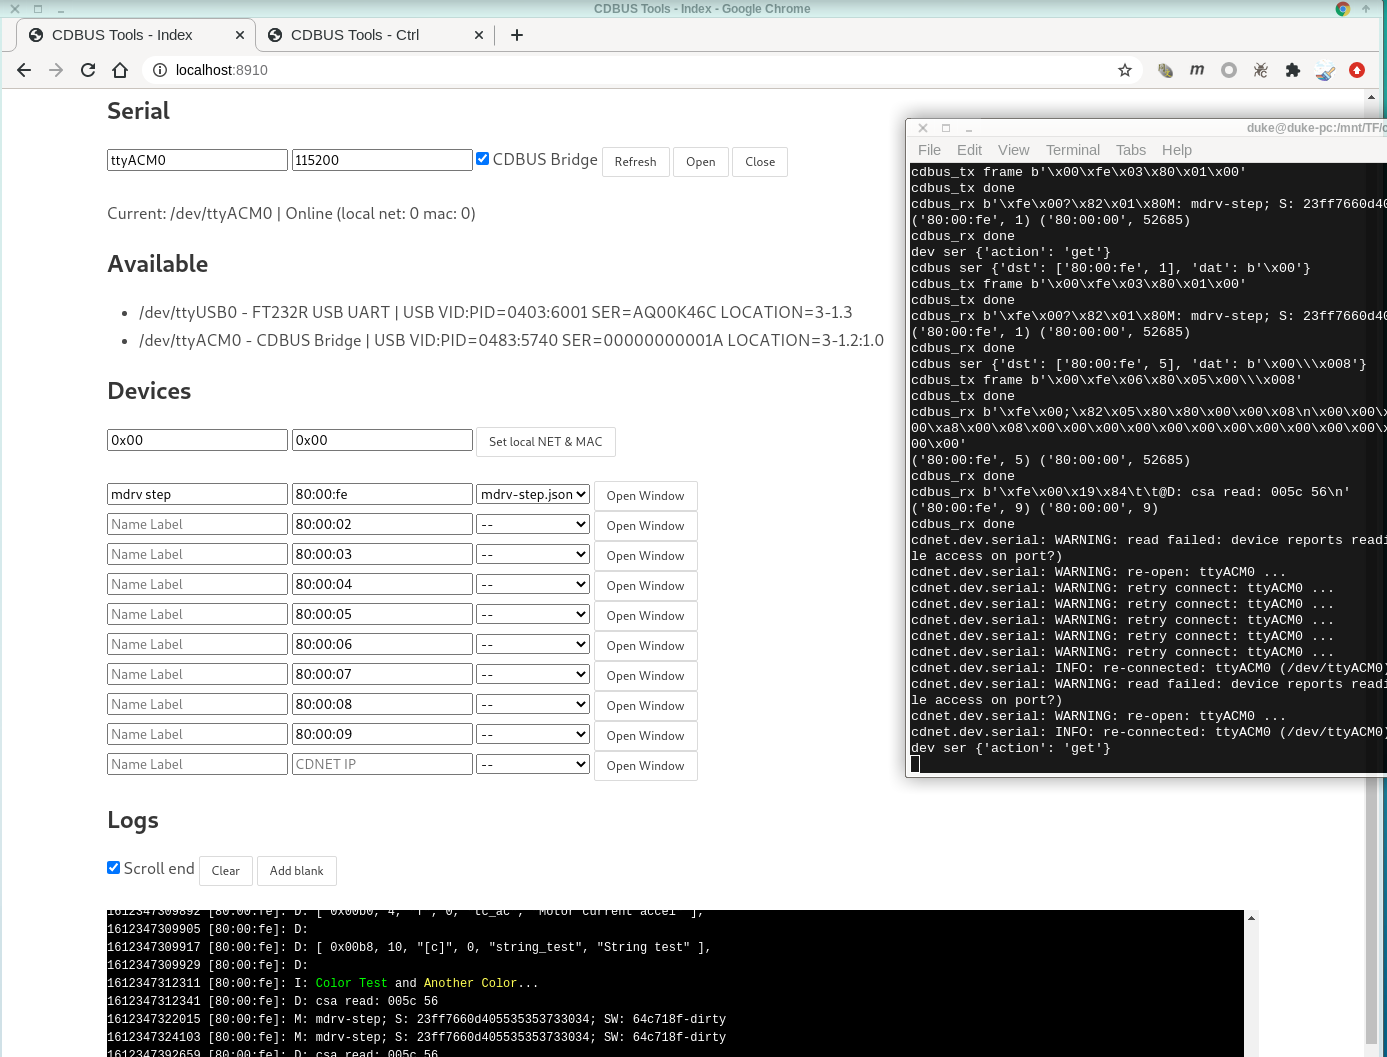 CDBUS Tools - Index - Google Chrome
CDBUS Tools - Index
CDBUS Tools - Ctrl
localhost:8910
Serial
ttyACM0 115200 CDBUS Bridge Refresh Open Close
Current: /dev/ttyACM0 | Online (local net: 0 mac: 0)
Available
/dev/ttyUSB0 - FT232R USB UART | USB VID:PID=0403:6001 SER=AQ00K46C LOCATION=3-1.3
/dev/ttyACM0 - CDBUS Bridge | USB VID:PID=0483:5740 SER=00000000001A LOCATION=3-1.2:1.0
Devices
0x00 0x00 Set local NET & MAC
mdrv step 80:00:fe mdrv-step.json Open Window
Name Label 80:00:02 -- Open Window
Name Label 80:00:03 -- Open Window
Name Label 80:00:04 -- Open Window
Name Label 80:00:05 -- Open Window
Name Label 80:00:06 -- Open Window
Name Label 80:00:07 -- Open Window
Name Label 80:00:08 -- Open Window
Name Label 80:00:09 -- Open Window
Name Label CDNET IP -- Open Window
Logs
Scroll end Clear Add blank
1612347309892 [80:00:fe]: D: [ 0x00b0, 4, "f", 0, "tc_ac", "Motor current accel" ],
1612347309905 [80:00:fe]: D:
1612347309917 [80:00:fe]: D: [ 0x00b8, 10, "[c]", 0, "string_test", "String test" ],
1612347309929 [80:00:fe]: D:
1612347312311 [80:00:fe]: I: Color Test and Another Color...
1612347312341 [80:00:fe]: D: csa read: 005c 56
1612347322015 [80:00:fe]: M: mdrv-step; S: 23ff7660d405535353733034; SW: 64c718f-dirty
1612347324103 [80:00:fe]: M: mdrv-step; S: 23ff7660d405535353733034; SW: 64c718f-dirty
1612347392659 [80:00:fe]: D: csa read: 005c 56
duke@duke-pc:/mnt/TF/c
File Edit View Terminal Tabs Help
cdbus_tx frame b'\x00\xfe\x03\x80\x01\x00'
cdbus_tx done
cdbus_rx b'\xfe\x00?\x82\x01\x80M: mdrv-step; S: 23ff7660d40
('80:00:fe', 1) ('80:00:00', 52685)
cdbus_rx done
dev ser {'action': 'get'}
cdbus ser {'dst': ['80:00:fe', 1], 'dat': b'\x00'}
cdbus_tx frame b'\x00\xfe\x03\x80\x01\x00'
cdbus_tx done
cdbus_rx b'\xfe\x00?\x82\x01\x80M: mdrv-step; S: 23ff7660d40
('80:00:fe', 1) ('80:00:00', 52685)
cdbus_rx done
cdbus ser {'dst': ['80:00:fe', 5], 'dat': b'\x00\\\x008'}
cdbus_tx frame b'\x00\xfe\x06\x80\x05\x00\\\x008'
cdbus_tx done
cdbus_rx b'\xfe\x00;\x82\x05\x80\x80\x00\x00\x08\n\x00\x00\x
00\xa8\x00\x08\x00\x00\x00\x00\x00\x00\x00\x00\x00\x00\x00\x
00\x00'
('80:00:fe', 5) ('80:00:00', 52685)
cdbus_rx done
cdbus_rx b'\xfe\x00\x19\x84\t\t@D: csa read: 005c 56\n'
('80:00:fe', 9) ('80:00:00', 9)
cdbus_rx done
cdnet.dev.serial: WARNING: read failed: device reports readi
le access on port?)
cdnet.dev.serial: WARNING: re-open: ttyACM0 ...
cdnet.dev.serial: WARNING: retry connect: ttyACM0 ...
cdnet.dev.serial: WARNING: retry connect: ttyACM0 ...
cdnet.dev.serial: WARNING: retry connect: ttyACM0 ...
cdnet.dev.serial: WARNING: retry connect: ttyACM0 ...
cdnet.dev.serial: WARNING: retry connect: ttyACM0 ...
cdnet.dev.serial: INFO: re-connected: ttyACM0 (/dev/ttyACM0)
cdnet.dev.serial: WARNING: read failed: device reports readi
le access on port?)
cdnet.dev.serial: WARNING: re-open: ttyACM0 ...
cdnet.dev.serial: INFO: re-connected: ttyACM0 (/dev/ttyACM0)
dev ser {'action': 'get'}